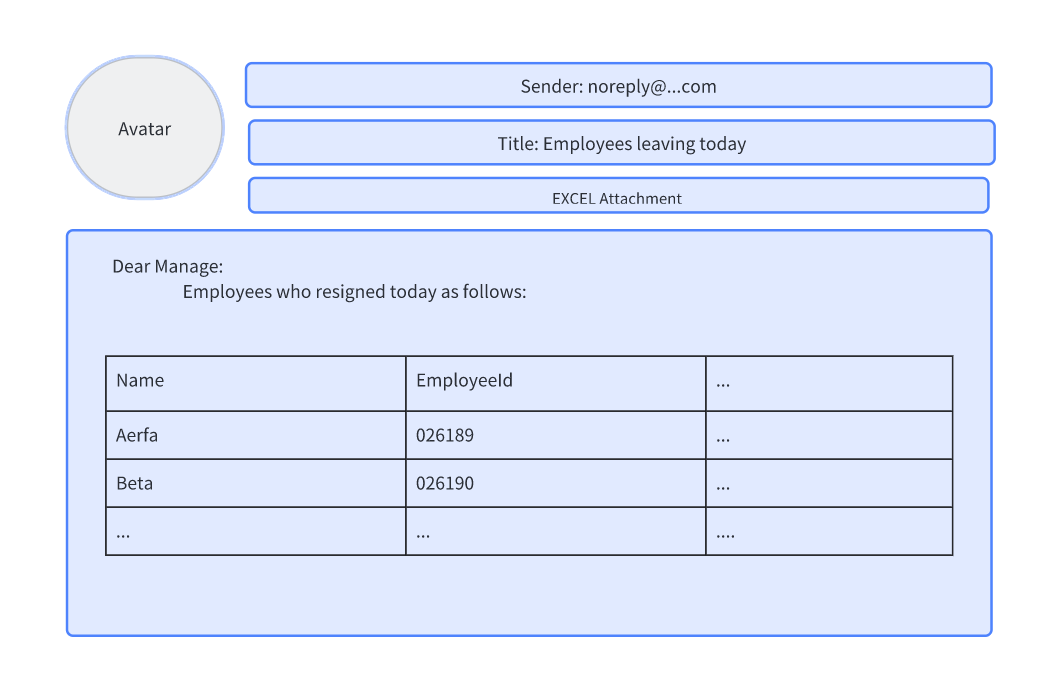 Avatar
Sender: noreply@...com
Title: Employees leaving today
EXCEL Attachment
Dear Manage:
Employees who resigned today as follows:
Name EmployeeId ...
Aerfa 026189 ...
Beta 026190 ...
... ... ....